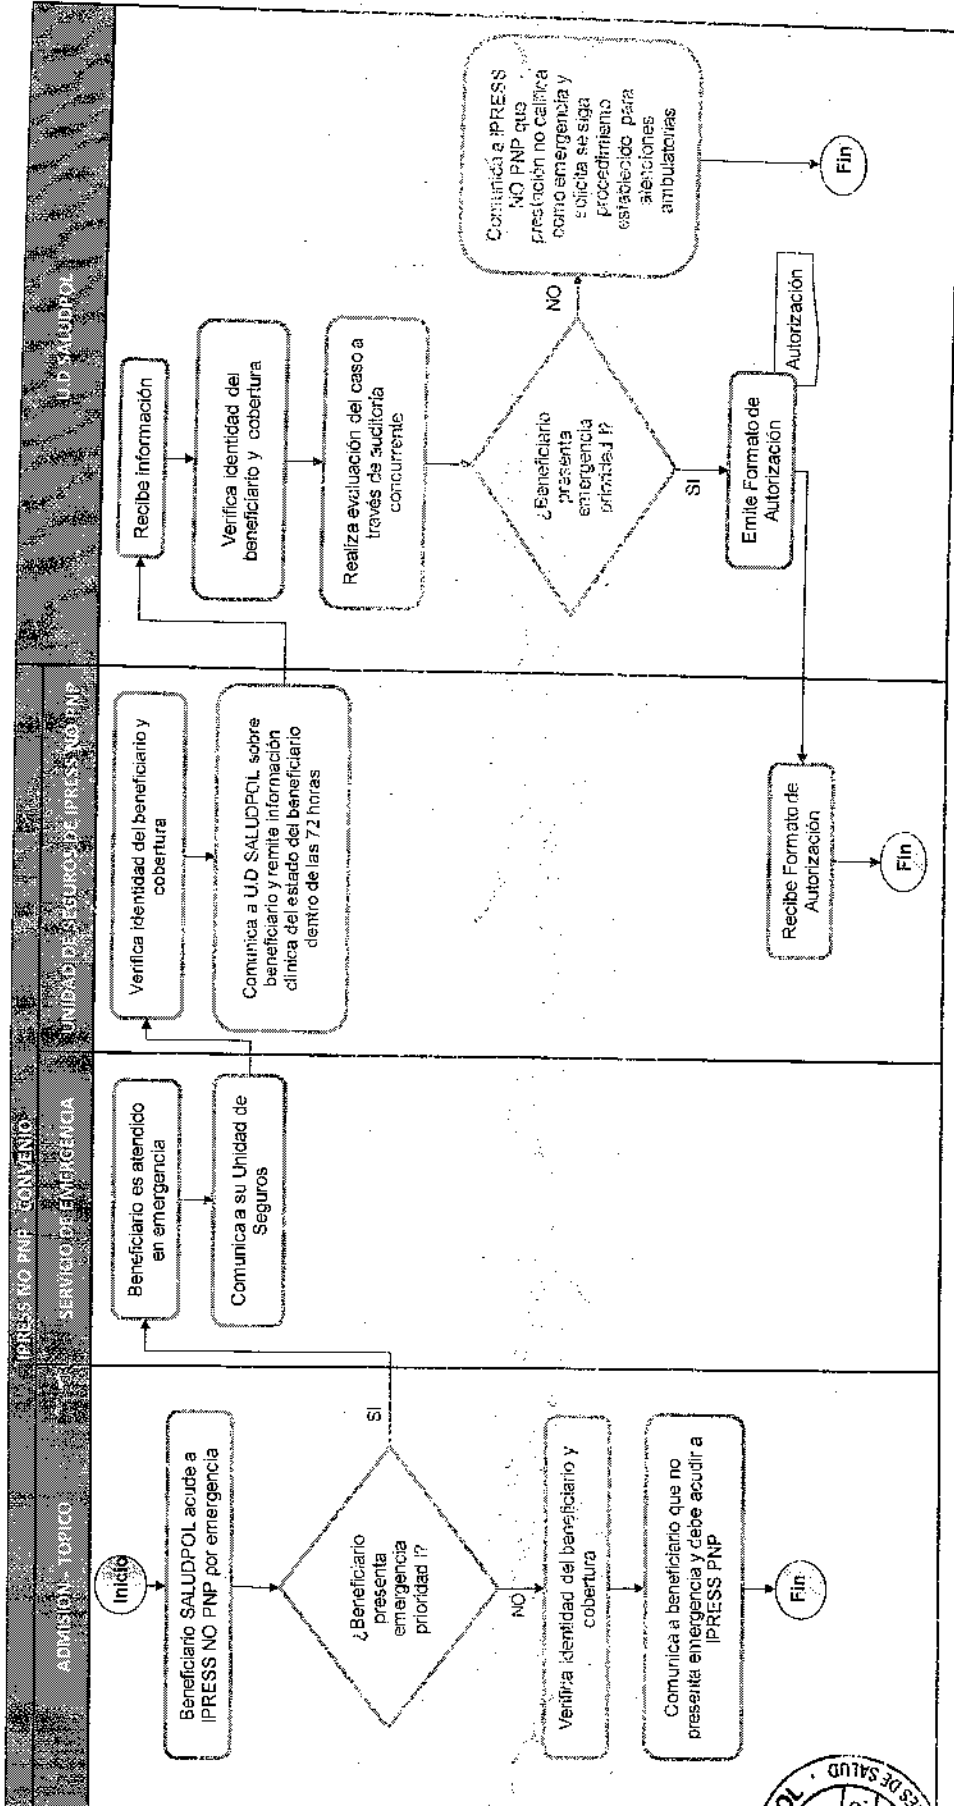 IPRESS NO PNP - CONVENIO
ADMISIÓN - TOPICO
SERVICIO DE EMERGENCIA
UNIDAD DE SEGUROS DE IPRESS NO PNP
U.D SALUDPOL
Inicio
Beneficiario SALUDPOL acude a
IPRESS NO PNP por emergencia
¿Beneficiario
presenta
emergencia
prioridad I?
SI
NO
Verifica identidad del beneficiario y
cobertura
Comunica a beneficiario que no
presenta emergencia y debe acudir a
IPRESS PNP
Fin
Beneficiario es atendido
en emergencia
Comunica a su Unidad de
Seguros
Verifica identidad del beneficiario y
cobertura
Comunica a U.D SALUDPOL sobre
beneficiario y remite información
clínica del estado del beneficiario
dentro de las 72 horas
Recibe Formato de
Autorización
Fin
Recibe información
Verifica identidad del
beneficiario y cobertura
Realiza evaluación del caso a
través de auditoría
concurrente
¿Beneficiario
presenta
emergencia
prioridad I?
NO
SI
Comunica a IPRESS
NO PNP que
prestación no califica
como emergencia y
solicita se siga
procedimiento
establecido para
atenciones
ambulatorias
Fin
Emite Formato de
Autorización
Autorización
DE SALUD